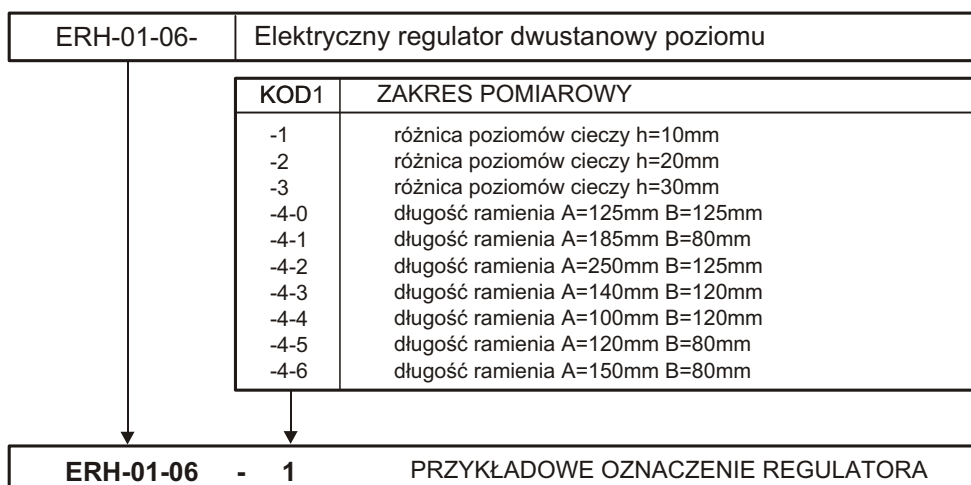 ERH-01-06- Elektryczny regulator dwustanowy poziomu
KOD1 ZAKRES POMIAROWY
-1 różnica poziomów cieczy h=10mm
-2 różnica poziomów cieczy h=20mm
-3 różnica poziomów cieczy h=30mm
-4-0 długość ramienia A=125mm B=125mm
-4-1 długość ramienia A=185mm B=80mm
-4-2 długość ramienia A=250mm B=125mm
-4-3 długość ramienia A=140mm B=120mm
-4-4 długość ramienia A=100mm B=120mm
-4-5 długość ramienia A=120mm B=80mm
-4-6 długość ramienia A=150mm B=80mm
ERH-01-06 - 1 PRZYKŁADOWE OZNACZENIE REGULATORA